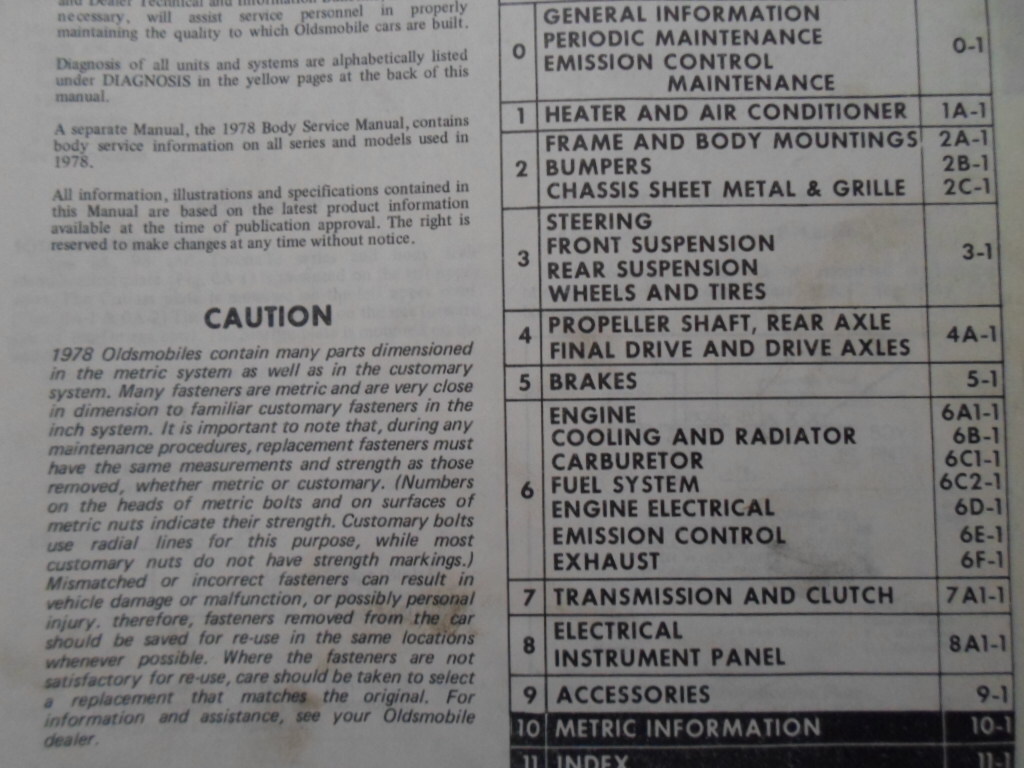 and Dealer Technical and Information
necessary, will assist service personnel in properly
maintaining the quality to which Oldsmobile cars are built.
Diagnosis of all units and systems are alphabetically listed
under DIAGNOSIS in the yellow pages at the back of this
manual.
A separate Manual, the 1978 Body Service Manual, contains
body service information on all series and models used in
1978.
All information, illustrations and specifications contained in
this Manual are based on the latest product information
available at the time of publication approval. The right is
reserved to make changes at any time without notice.
CAUTION
1978 Oldsmobiles contain many parts dimensioned
in the metric system as well as in the customary
system. Many fasteners are metric and are very close
in dimension to familiar customary fasteners in the
inch system. It is important to note that, during any
maintenance procedures, replacement fasteners must
have the same measurements and strength as those
removed, whether metric or customary. (Numbers
on the heads of metric bolts and on surfaces of
metric nuts indicate their strength. Customary bolts
use radial lines for this purpose, while most
customary nuts do not have strength markings.)
Mismatched or incorrect fasteners can result in
vehicle damage or malfunction, or possibly personal
injury. therefore, fasteners removed from the car
should be saved for re-use in the same locations
whenever possible. Where the fasteners are not
satisfactory for re-use, care should be taken to select
a replacement that matches the original. For
information and assistance, see your Oldsmobile
dealer.
0 GENERAL INFORMATION
PERIODIC MAINTENANCE 0-1
EMISSION CONTROL
MAINTENANCE
1 HEATER AND AIR CONDITIONER 1A-1
FRAME AND BODY MOUNTINGS 2A-1
2 BUMPERS 2B-1
CHASSIS SHEET METAL & GRILLE 2C-1
STEERING
3 FRONT SUSPENSION 3-1
REAR SUSPENSION
WHEELS AND TIRES
4 PROPELLER SHAFT, REAR AXLE 4A-1
FINAL DRIVE AND DRIVE AXLES
5 BRAKES 5-1
ENGINE 6A1-1
COOLING AND RADIATOR 6B-1
CARBURETOR 6C1-1
6 FUEL SYSTEM 6C2-1
ENGINE ELECTRICAL 6D-1
EMISSION CONTROL 6E-1
EXHAUST 6F-1
7 TRANSMISSION AND CLUTCH 7A1-1
8 ELECTRICAL 8A1-1
INSTRUMENT PANEL
9 ACCESSORIES 9-1
10 METRIC INFORMATION 10-1
11 INDEX 11-1